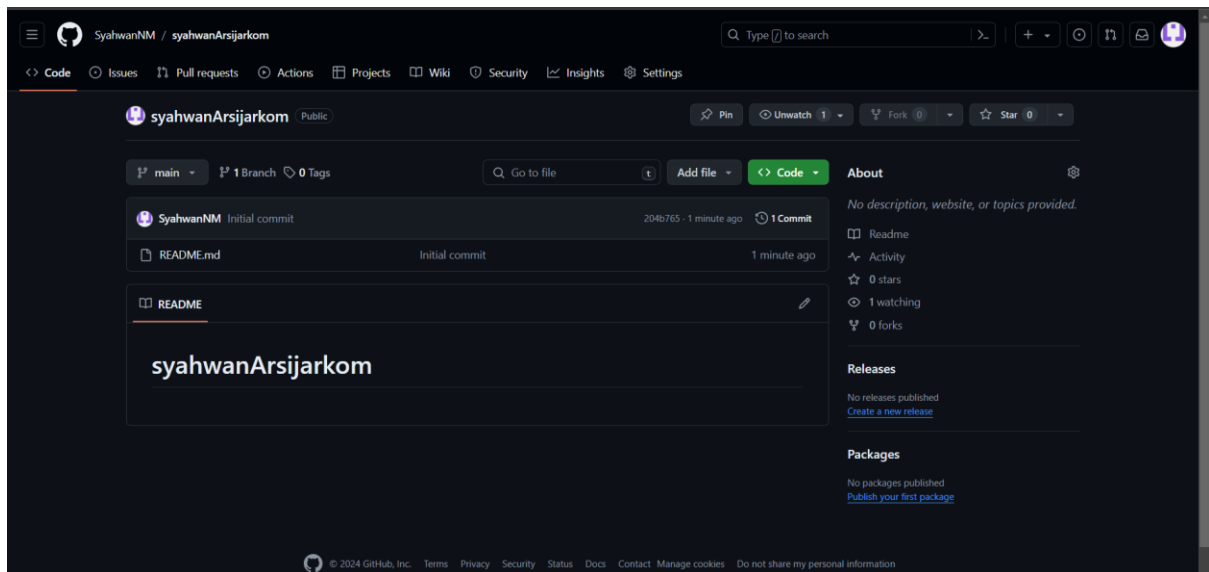 SyahwanNM / syahwanArsijarkom
Type / to search
Code Issues Pull requests Actions Projects Wiki Security Insights Settings
syahwanArsijarkom Public
Pin Unwatch 1 Fork 0 Star 0
main 1 Branch 0 Tags
Go to file t Add file Code
SyahwanNM Initial commit 204b765 · 1 minute ago 1 Commit
README.md Initial commit 1 minute ago
README
syahwanArsijarkom
About
No description, website, or topics provided.
Readme
Activity
0 stars
1 watching
0 forks
Releases
No releases published
Create a new release
Packages
No packages published
Publish your first package
© 2024 GitHub, Inc. Terms Privacy Security Status Docs Contact Manage cookies Do not share my personal information